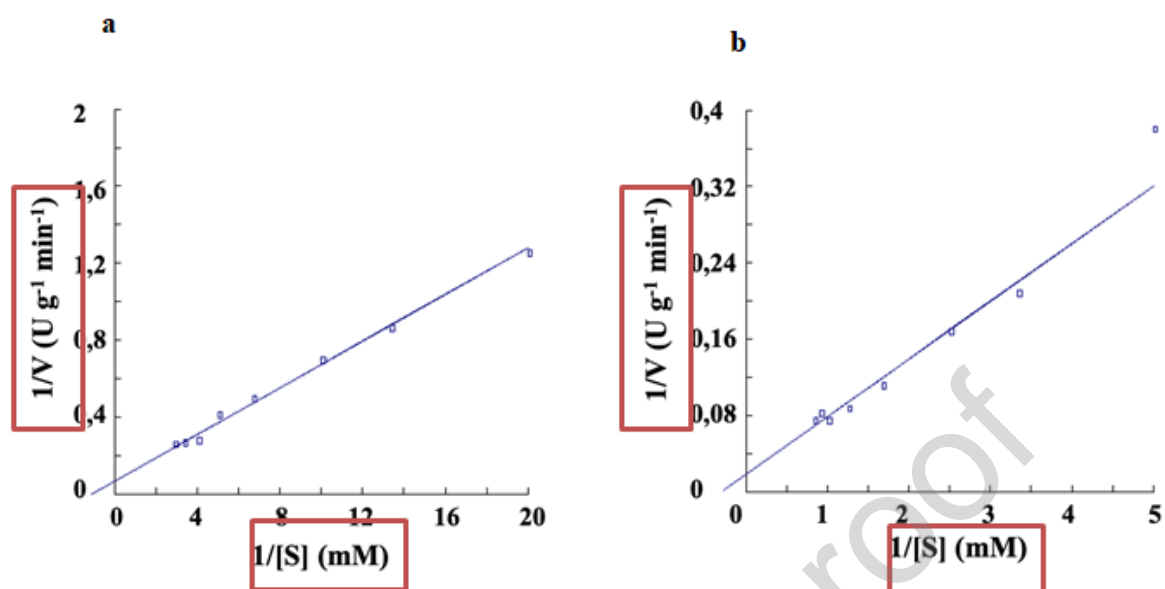 a
2
1,6
1,2
0,8
0,4
0
1/V (U g⁻¹ min⁻¹)
0 4 8 12 16 20
1/[S] (mM)
b
0,4
0,32
0,24
0,16
0,08
0
1/V (U g⁻¹ min⁻¹)
0 1 2 3 4 5
1/[S] (mM)
roof